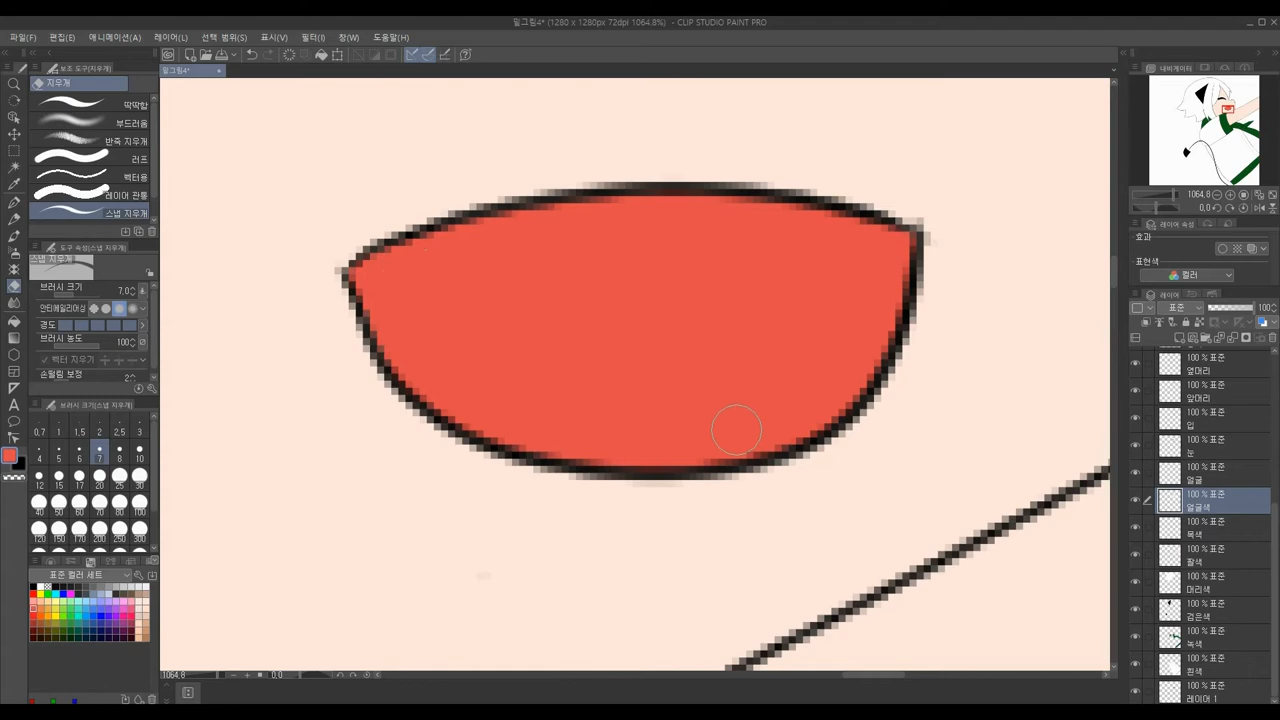 밑그림4* (1280 x 1280px 72dpi 1064.8%) - CLIP STUDIO PAINT PRO
파일(F) 편집(E) 애니메이션(A) 레이어(L) 선택 범위(S) 표시(V) 필터(I) 창(W) 도움말(H)
보조 도구(지우개)
밑그림4*
내비게이터
지우개
딱딱함
부드러움
반죽 지우개
러프
벡터용
레이어 관통
스냅 지우개
1064.8
0.0
레이어 속성
효과
도구 속성(스냅 지우개)
스냅 지우개
표현색
컬러
브러시 크기 7.0
레이어
안티에일리어싱
표준 100
경도
브러시 농도 100
벡터 지우개
손떨림 보정 2
브러시 크기(스냅 지우개)
0.7 1 1.5 2 2.5 3
4 5 6 7 8 10
12 15 17 20 25 30
40 50 60 70 80 100
120 150 170 200 250 300
표준 컬러 세트
100 % 표준
옆머리
100 % 표준
앞머리
100 % 표준
입
100 % 표준
눈
100 % 표준
얼굴
100 % 표준
얼굴색
100 % 표준
목색
100 % 표준
팔색
100 % 표준
머리색
100 % 표준
검은색
100 % 표준
녹색
100 % 표준
흰색
100 % 표준
레이어 1
1064.8 0.0